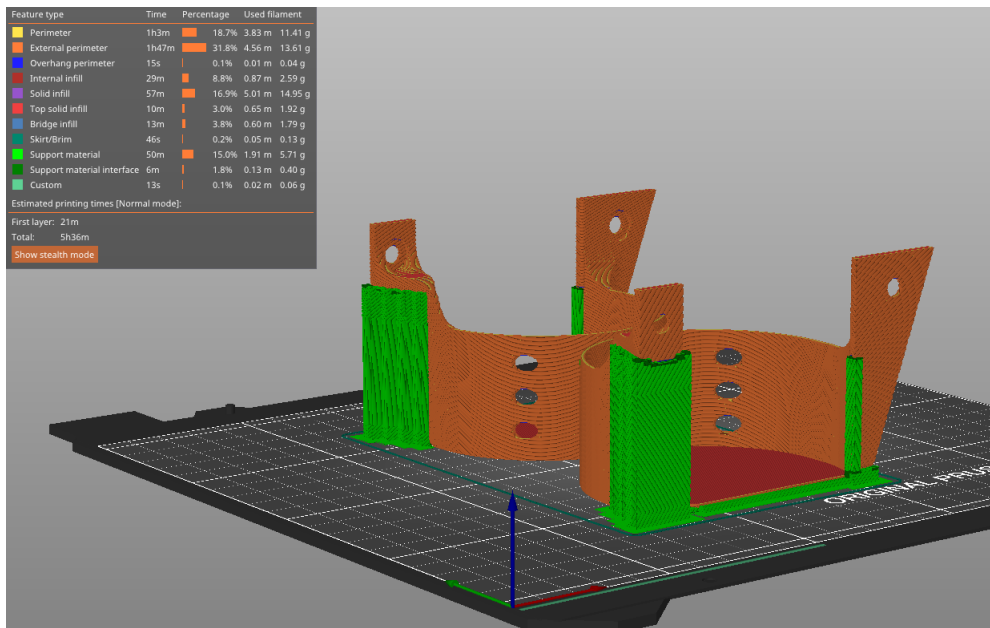 Feature type Time Percentage Used filament
Perimeter 1h3m 18.7% 3.83 m 11.41 g
External perimeter 1h47m 31.8% 4.56 m 13.61 g
Overhang perimeter 15s 0.1% 0.01 m 0.04 g
Internal infill 29m 8.8% 0.87 m 2.59 g
Solid infill 57m 16.9% 5.01 m 14.95 g
Top solid infill 10m 3.0% 0.65 m 1.92 g
Bridge infill 13m 3.8% 0.60 m 1.79 g
Skirt/Brim 46s 0.2% 0.05 m 0.13 g
Support material 50m 15.0% 1.91 m 5.71 g
Support material interface 6m 1.8% 0.13 m 0.40 g
Custom 13s 0.1% 0.02 m 0.06 g
Estimated printing times [Normal mode]:
First layer: 21m
Total: 5h36m
Show stealth mode
ORIGINAL PRUS